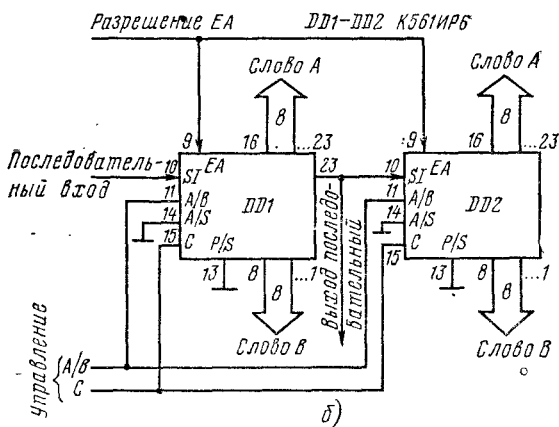 Разрешение EA
DD1–DD2 К561ИР6
Слово A
Слово A
8
8
9
16
...23
9
16
...23
Последователь-
ный вход
10
SI
EA
23
10
SI
EA
11
A/B
DD1
11
A/B
DD2
14
A/S
14
A/S
15
C
P/S
15
C
P/S
13
8
...1
13
8
...1
8
8
Выход последо-
вательный
Слово B
Слово B
Управление
A/B
C
б)